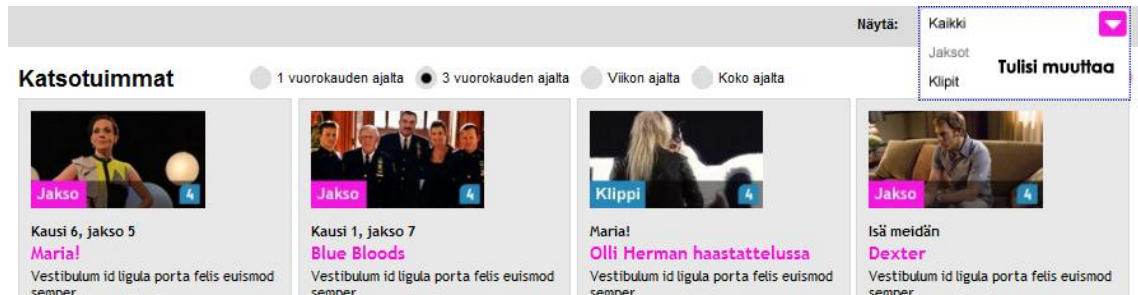 Näytä:
Kaikki
Jaksot
Klipit
Tulisi muuttaa
Katsotuimmat
1 vuorokauden ajalta
3 vuorokauden ajalta
Viikon ajalta
Koko ajalta
Jakso
4
Kausi 6, jakso 5
Maria!
Vestibulum id ligula porta felis euismod
semper
Jakso
4
Kausi 1, jakso 7
Blue Bloods
Vestibulum id ligula porta felis euismod
semper
Klippi
4
Maria!
Olli Herman haastattelussa
Vestibulum id ligula porta felis euismod
semper
Jakso
4
Isä meidän
Dexter
Vestibulum id ligula porta felis euismod
semper